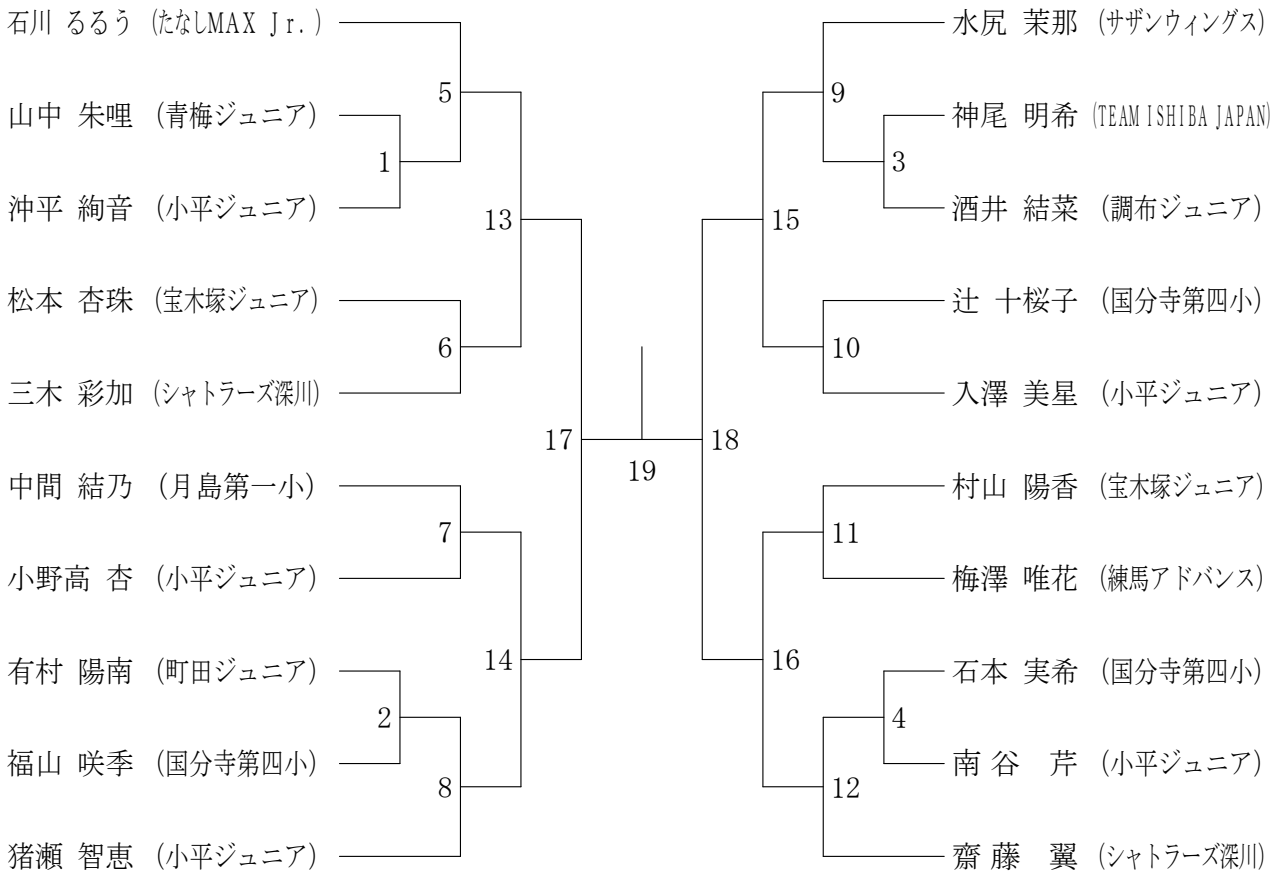 石川 るるう (たなしMAX Jr.)
5
山中 朱哩 (青梅ジュニア)
1
沖平 絢音 (小平ジュニア)
13
松本 杏珠 (宝木塚ジュニア)
6
三木 彩加 (シャトラーズ深川)
17
中間 結乃 (月島第一小)
7
小野高 杏 (小平ジュニア)
14
有村 陽南 (町田ジュニア)
2
福山 咲季 (国分寺第四小)
8
猪瀬 智恵 (小平ジュニア)
19
水尻 茉那 (サザンウィングス)
9
神尾 明希 (TEAM ISHIBA JAPAN)
3
酒井 結菜 (調布ジュニア)
15
辻 十桜子 (国分寺第四小)
10
入澤 美星 (小平ジュニア)
18
村山 陽香 (宝木塚ジュニア)
11
梅澤 唯花 (練馬アドバンス)
16
石本 実希 (国分寺第四小)
4
南谷 芹 (小平ジュニア)
12
齋藤 翼 (シャトラーズ深川)